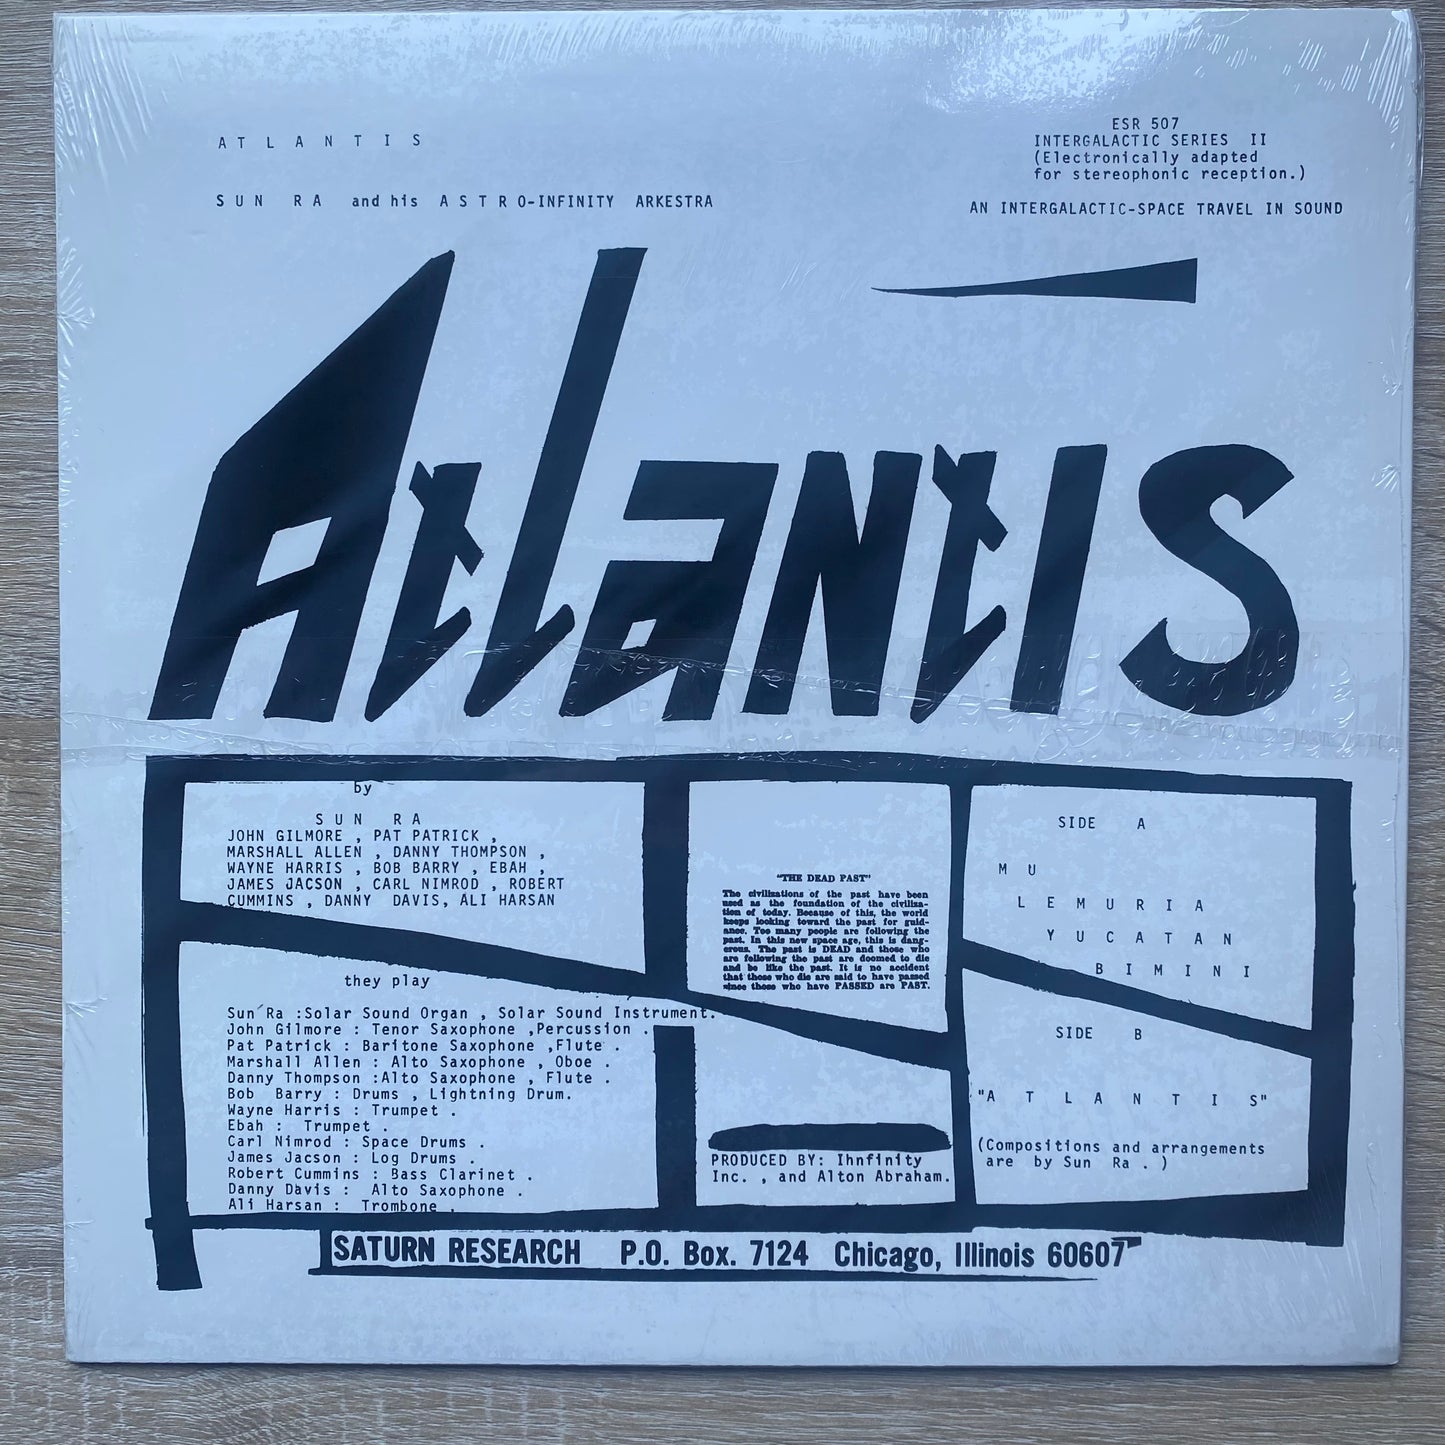 A T L A N T I S
SUN RA and his A S T R O-INFINITY ARKESTRA
ESR 507
INTERGALACTIC SERIES II
(Electronically adapted
for stereophonic reception.)
AN INTERGALACTIC-SPACE TRAVEL IN SOUND
AtlaNtIS
by
S U N R A
JOHN GILMORE , PAT PATRICK ,
MARSHALL ALLEN , DANNY THOMPSON ,
WAYNE HARRIS , BOB BARRY , EBAH ,
JAMES JACSON , CARL NIMROD , ROBERT
CUMMINS , DANNY DAVIS, ALI HARSAN
they play
Sun Ra :Solar Sound Organ , Solar Sound Instrument.
John Gilmore : Tenor Saxophone ,Percussion .
Pat Patrick : Baritone Saxophone ,Flute .
Marshall Allen : Alto Saxophone , Oboe .
Danny Thompson :Alto Saxophone , Flute .
Bob Barry : Drums , Lightning Drum.
Wayne Harris : Trumpet .
Ebah : Trumpet .
Carl Nimrod : Space Drums .
James Jacson : Log Drums .
Robert Cummins : Bass Clarinet .
Danny Davis : Alto Saxophone .
Ali Harsan : Trombone .
"THE DEAD PAST"
The civilizations of the past have been
used as the foundation of the civiliza-
tion of today. Because of this, the world
keeps looking toward the past for guid-
ance. Too many people are following the
past. In this new space age, this is dang-
erous. The past is DEAD and those who
are following the past are doomed to die
and be like the past. It is no accident
that those who die are said to have passed
since those who have PASSED are PAST.
PRODUCED BY: Ihnfinity
Inc. , and Alton Abraham.
SIDE A
M U
L E M U R I A
Y U C A T A N
B I M I N I
SIDE B
"A T L A N T I S"
(Compositions and arrangements
are by Sun Ra . )
SATURN RESEARCH P.O. Box. 7124 Chicago, Illinois 60607